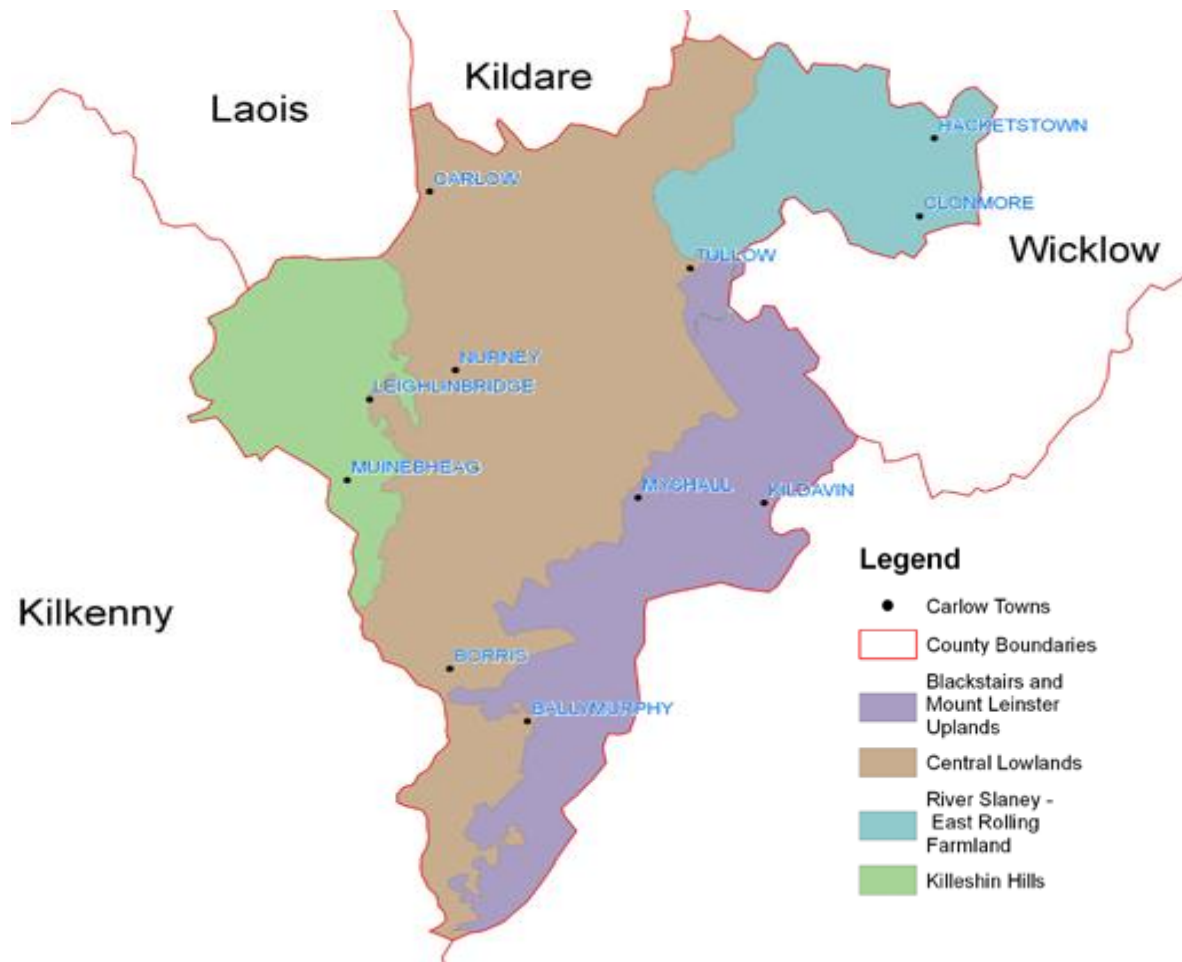 Kildare
Laois
HACKETSTOWN
CARLOW
CLONMORE
Wicklow
TULLOW
NURNEY
LEIGHLINBRIDGE
MUINEBHEAG
MYSHALL
KILDAVIN
Kilkenny
BORRIS
BALLYMURPHY
Legend
Carlow Towns
County Boundaries
Blackstairs and
Mount Leinster
Uplands
Central Lowlands
River Slaney -
East Rolling
Farmland
Killeshin Hills